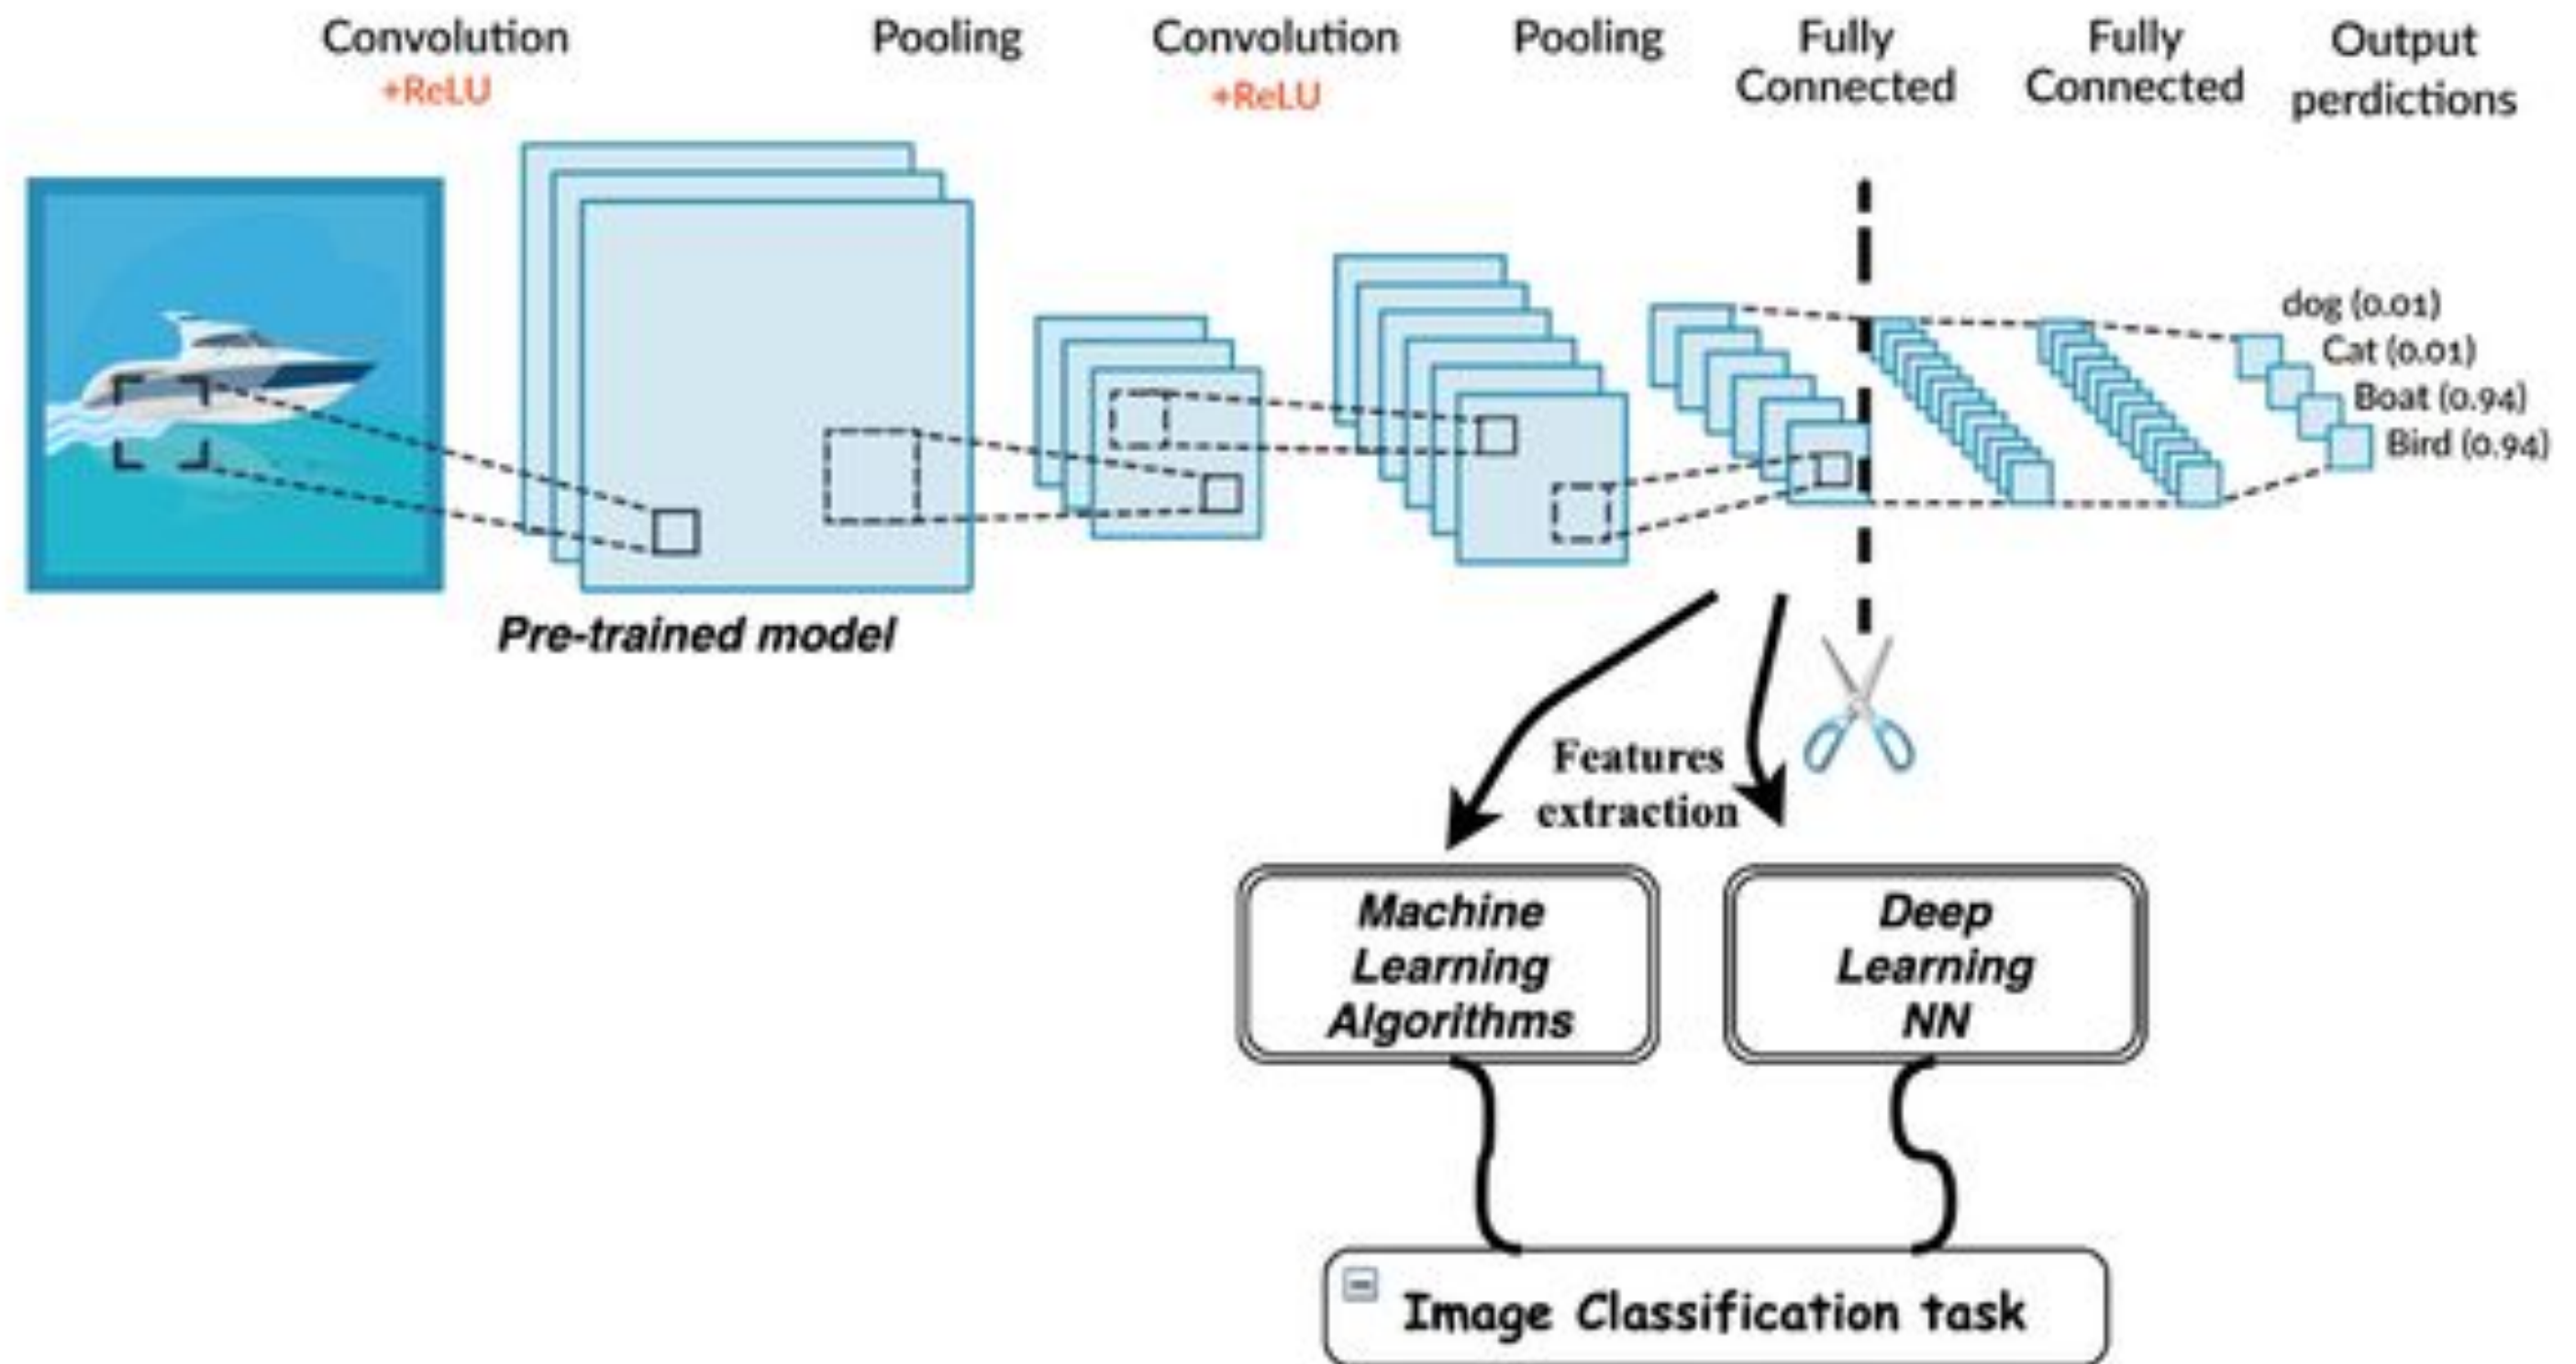 Convolution
+ReLU
Pooling
Convolution
+ReLU
Pooling
Fully
Connected
Fully
Connected
Output
perdictions
dog (0.01)
Cat (0.01)
Boat (0.94)
Bird (0.94)
Pre-trained model
Features
extraction
Machine
Learning
Algorithms
Deep
Learning
NN
Image Classification task